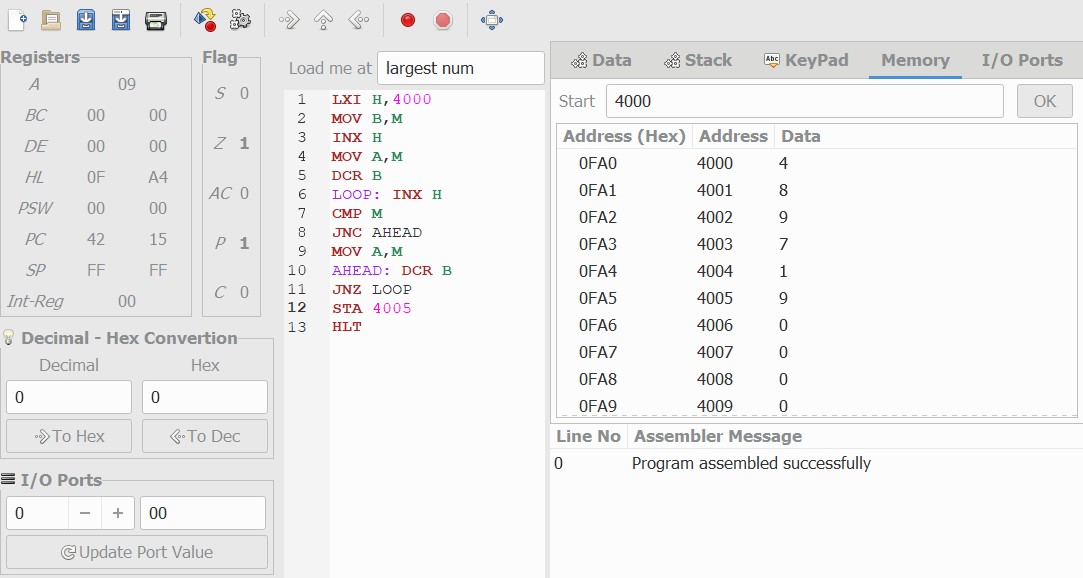 Registers
A 09
BC 00 00
DE 00 00
HL 0F A4
PSW 00 00
PC 42 15
SP FF FF
Int-Reg 00
Flag
S 0
Z 1
AC 0
P 1
C 0
Decimal - Hex Convertion
Decimal Hex
0 0
To Hex To Dec
I/O Ports
0 − + 00
Update Port Value
Load me at largest num
1 LXI H,4000
2 MOV B,M
3 INX H
4 MOV A,M
5 DCR B
6 LOOP: INX H
7 CMP M
8 JNC AHEAD
9 MOV A,M
10 AHEAD: DCR B
11 JNZ LOOP
12 STA 4005
13 HLT
Data Abc Stack KeyPad Memory I/O Ports
Start 4000 OK
Address (Hex) Address Data
0FA0 4000 4
0FA1 4001 8
0FA2 4002 9
0FA3 4003 7
0FA4 4004 1
0FA5 4005 9
0FA6 4006 0
0FA7 4007 0
0FA8 4008 0
0FA9 4009 0
Line No Assembler Message
0 Program assembled successfully